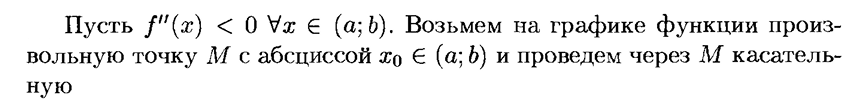 Пусть f''(x) < 0 ∀x ∈ (a; b). Возьмем на графике функции произ-
вольную точку M с абсциссой x₀ ∈ (a; b) и проведем через M касатель-
ную